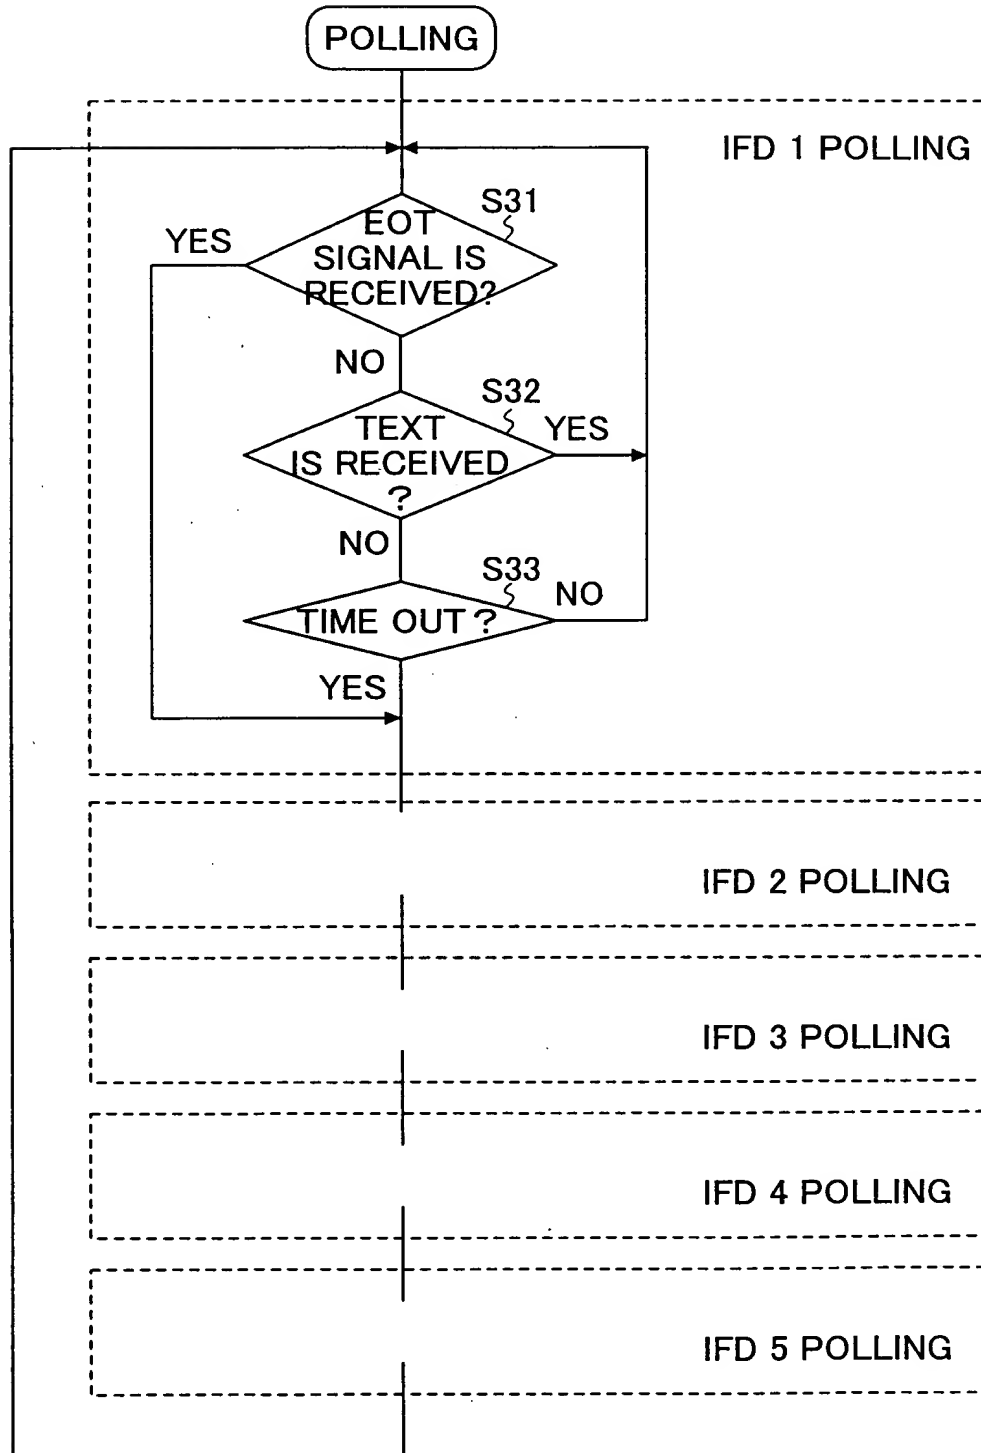 POLLING
IFD 1 POLLING
S31
YES
EOT
SIGNAL IS
RECEIVED?
NO
S32
YES
TEXT
IS RECEIVED
?
NO
S33
NO
TIME OUT ?
YES
IFD 2 POLLING
IFD 3 POLLING
IFD 4 POLLING
IFD 5 POLLING